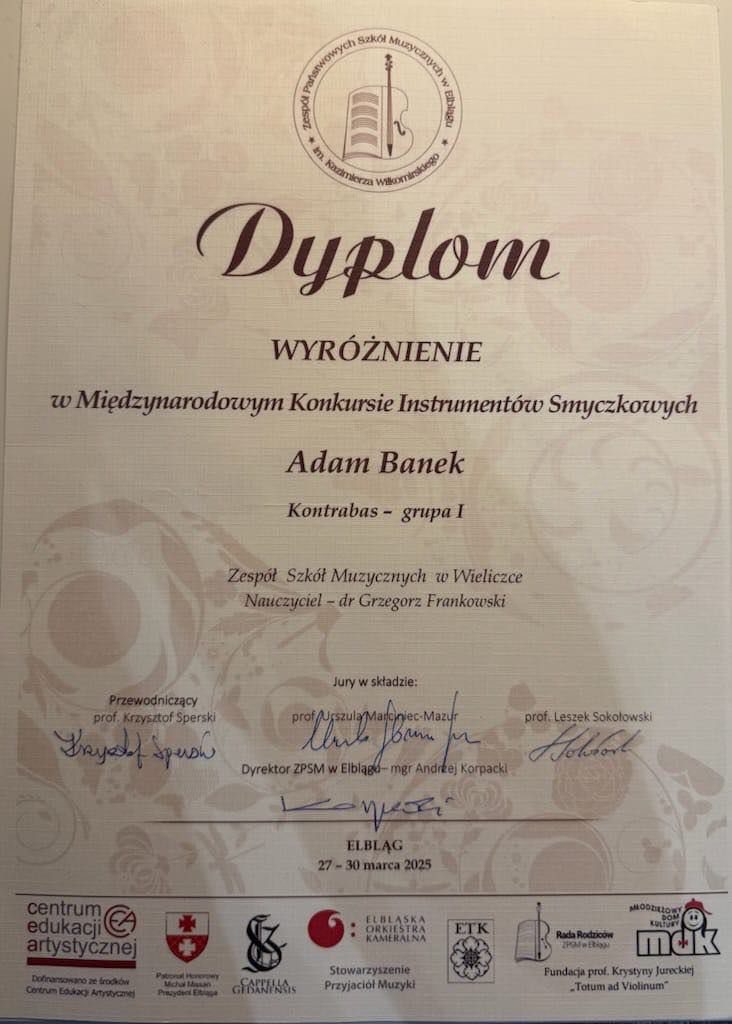 Zespół Państwowych Szkół Muzycznych w Elblągu
im. Kazimierza Wiłkomirskiego
Dyplom
WYRÓŻNIENIE
w Międzynarodowym Konkursie Instrumentów Smyczkowych
Adam Banek
Kontrabas – grupa I
Zespół Szkół Muzycznych w Wieliczce
Nauczyciel – dr Grzegorz Frankowski
Jury w składzie:
Przewodniczący
prof. Krzysztof Sperski prof. Urszula Marciniec-Mazur prof. Leszek Sokołowski
Krzysztof Sperski
Dyrektor ZPSM w Elblągu– mgr Andrzej Korpacki
ELBLĄG
27 – 30 marca 2025
centrum
edukacji
artystycznej
CEA
Dofinansowano ze środków
Centrum Edukacji Artystycznej
Patronat Honorowy
Michał Missan
Prezydent Elbląga
CAPPELLA
GEDANENSIS
ELBLĄSKA
ORKIESTRA
KAMERALNA
Stowarzyszenie
Przyjaciół Muzyki
ETK
Rada Rodziców
ZPSM w Elblągu
MŁODZIEŻOWY
DOM
KULTURY
mdk
Fundacja prof. Krystyny Jureckiej
„Totum ad Violinum”